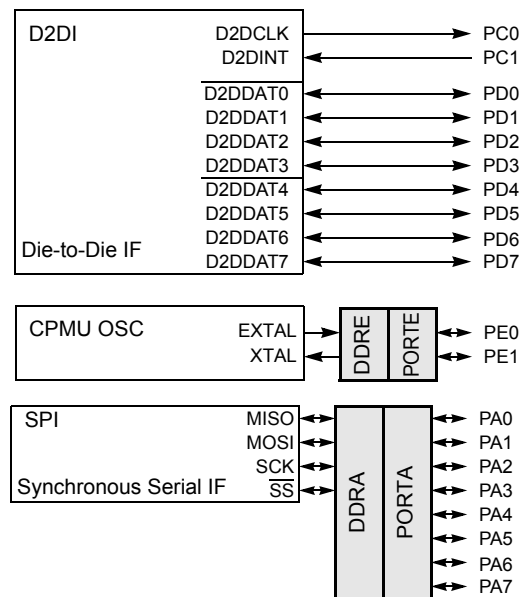 D2DI D2DCLK PC0
D2DINT PC1
D2DDAT0 PD0
D2DDAT1 PD1
D2DDAT2 PD2
D2DDAT3 PD3
D2DDAT4 PD4
D2DDAT5 PD5
D2DDAT6 PD6
Die-to-Die IF D2DDAT7 PD7
CPMU OSC EXTAL DDRE PORTE PE0
XTAL PE1
SPI MISO PA0
MOSI PA1
SCK PA2
Synchronous Serial IF SS DDRA PORTA PA3
PA4
PA5
PA6
PA7